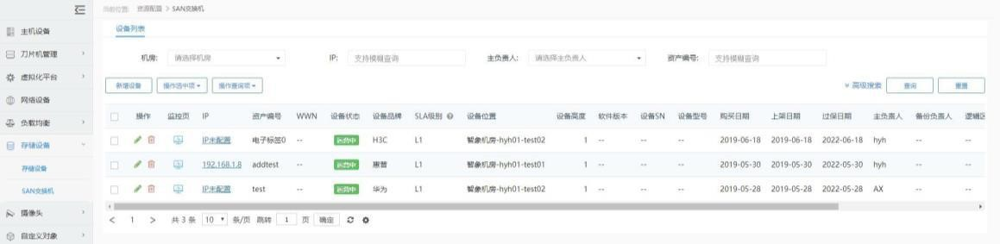 当前位置: 资源配置 > SAN交换机
主机设备
刀片机管理
虚拟化平台
网络设备
负载均衡
存储设备
存储设备
SAN交换机
摄像头
自定义对象
设备列表
机房: 请选择机房 IP: 支持模糊查询 主负责人: 请选择主负责人 资产编号: 支持模糊查询
新增设备 操作选中项 操作查询项 高级搜索 查询 重置
操作 监控页 IP 资产编号 WWN 设备状态 设备品牌 SLA级别 设备位置 设备高度 软件版本 设备SN 设备型号 购买日期 上架日期 过保日期 主负责人 备份负责人 逻辑区
IP未配置 电子标签0 -- 运营中 H3C L1 智象机房-hyh01-test02 1 -- -- -- 2019-06-18 2019-06-18 2022-06-18 hyh -- --
192.168.1.8 addtest -- 运营中 惠普 L1 智象机房-hyh01-test01 1 -- -- -- 2019-05-30 2019-05-30 2022-05-30 hyh -- --
IP未配置 test -- 运营中 华为 L1 智象机房-hyh01-test02 1 -- -- -- 2019-05-28 2019-05-28 2022-05-28 AX -- --
< 1 > 共 3 条 10 条/页 跳转 1 页 确定